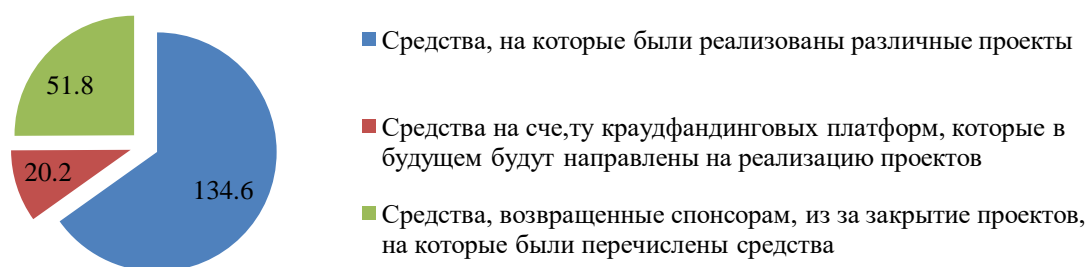 51.8
20.2
134.6
Средства, на которые были реализованы различные проекты
Средства на сче,ту краудфандинговых платформ, которые в
будущем будут направлены на реализацию проектов
Средства, возвращенные спонсорам, из за закрытие проектов,
на которые были перечислены средства